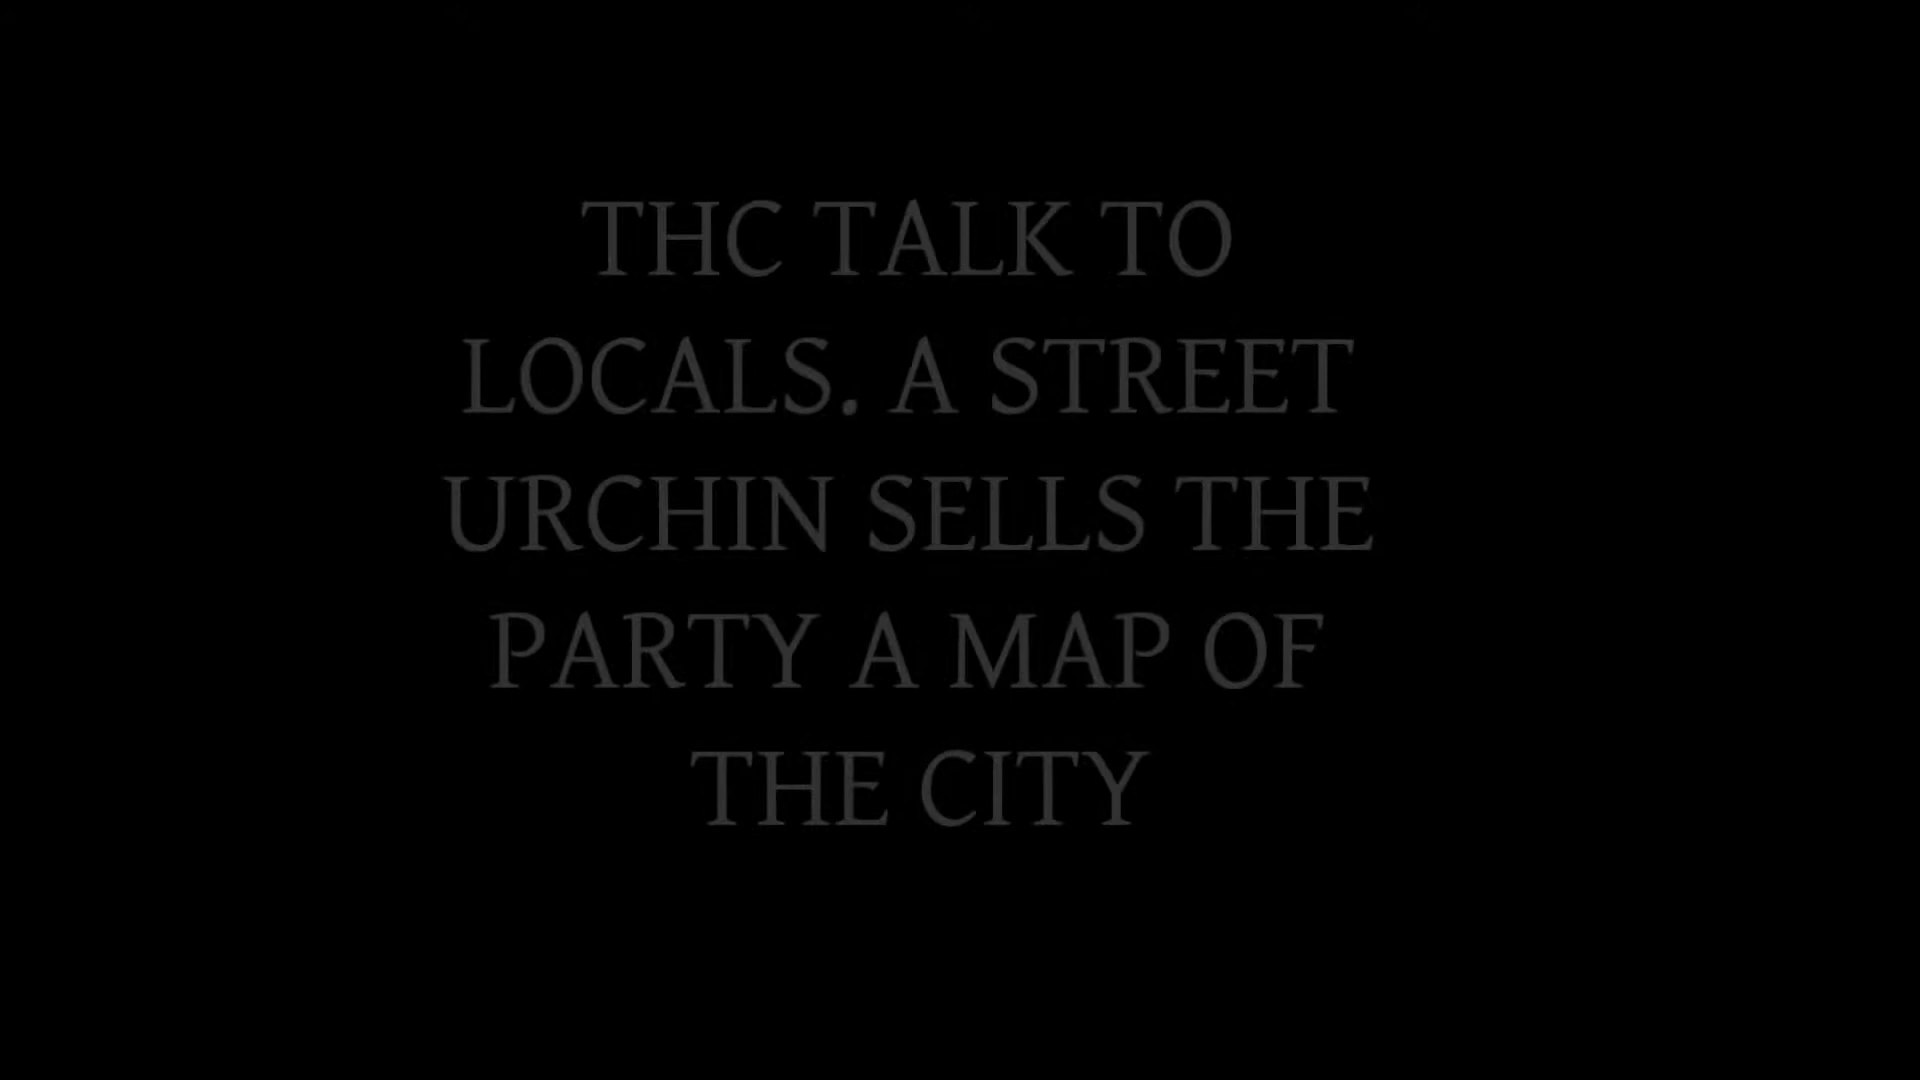 THC TALK TO
LOCALS. A STREET
URCHIN SELLS THE
PARTY A MAP OF
THE CITY